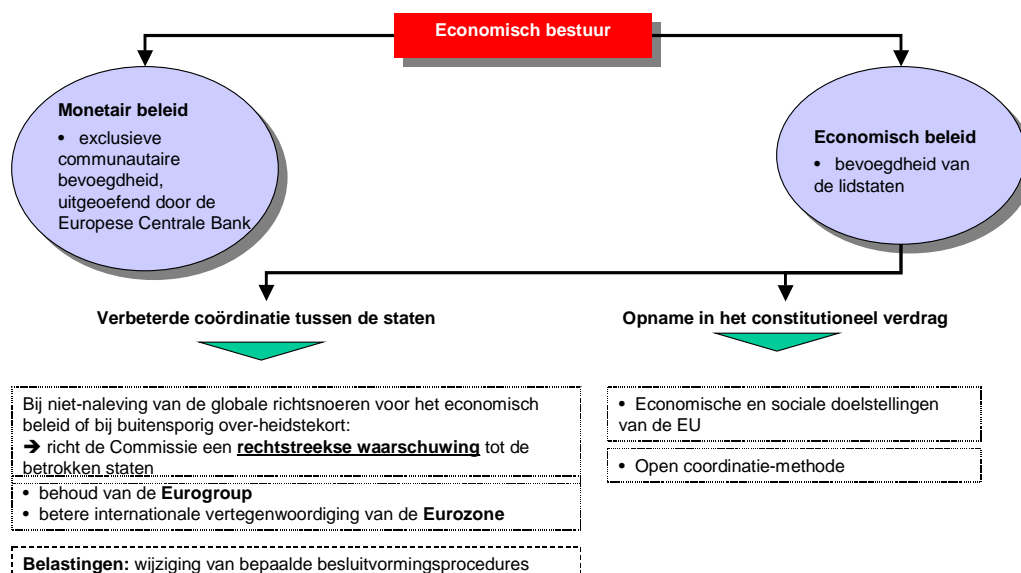 Economisch bestuur
Monetair beleid
• exclusieve
communautaire
bevoegdheid,
uitgeoefend door de
Europese Centrale Bank
Economisch beleid
• bevoegdheid van
de lidstaten
Verbeterde coördinatie tussen de staten
Opname in het constitutioneel verdrag
Bij niet-naleving van de globale richtsnoeren voor het economisch
beleid of bij buitensporig over-heidstekort:
➔ richt de Commissie een rechtstreekse waarschuwing tot de
betrokken staten
• behoud van de Eurogroup
• betere internationale vertegenwoordiging van de Eurozone
Belastingen: wijziging van bepaalde besluitvormingsprocedures
• Economische en sociale doelstellingen
van de EU
• Open coordinatie-methode